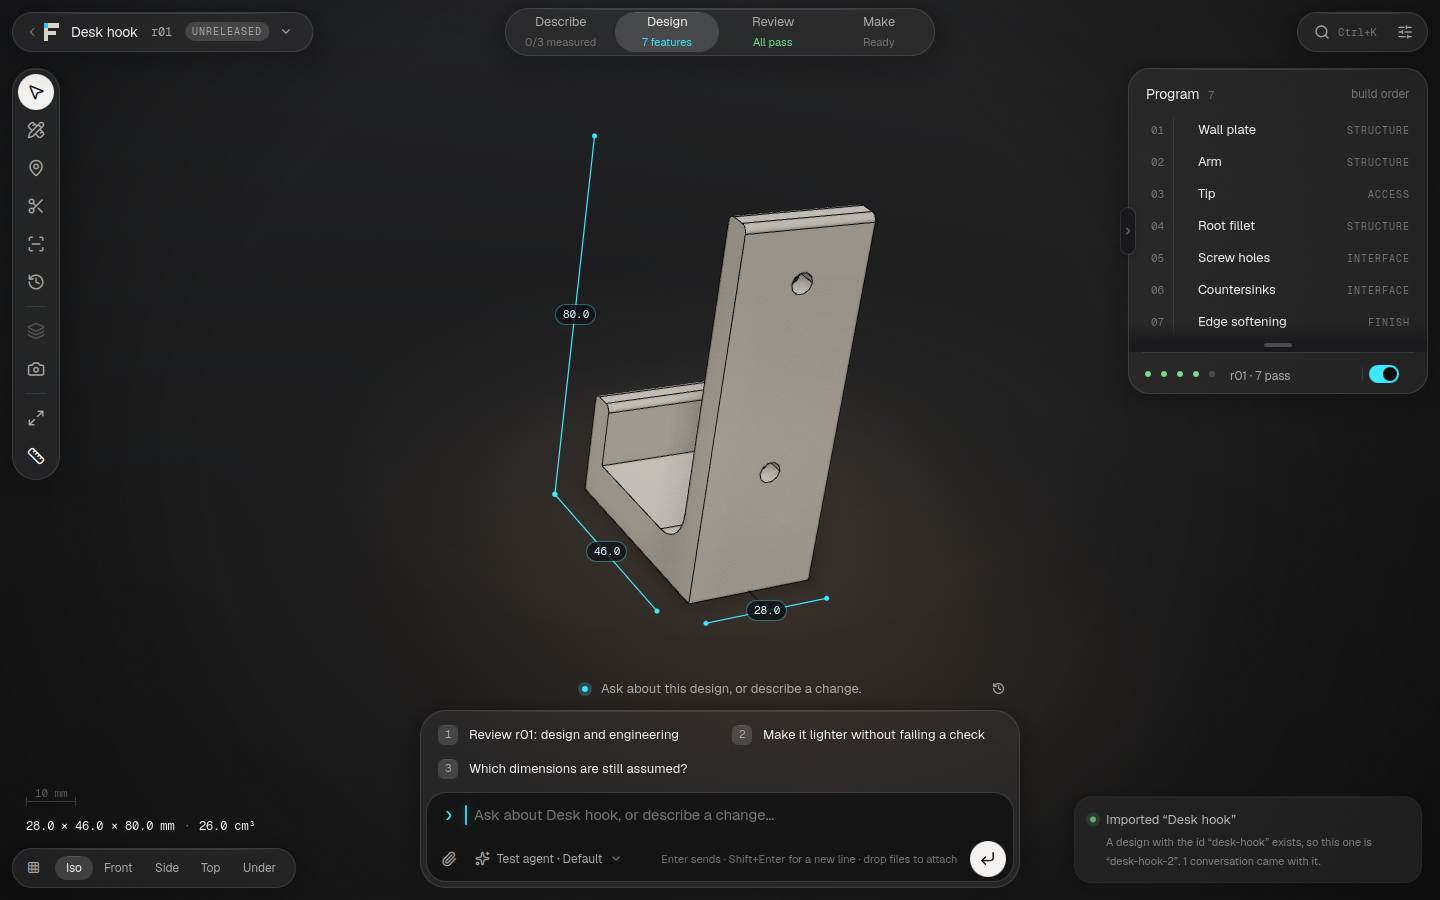 Desk hook r01 UNRELEASED
Describe
0/3 measured
Design
7 features
Review
All pass
Make
Ready
Ctrl+K
Program 7 build order
01 Wall plate STRUCTURE
02 Arm STRUCTURE
03 Tip ACCESS
04 Root fillet STRUCTURE
05 Screw holes INTERFACE
06 Countersinks INTERFACE
07 Edge softening FINISH
r01 · 7 pass
80.0
46.0
28.0
Ask about this design, or describe a change.
1 Review r01: design and engineering
2 Make it lighter without failing a check
3 Which dimensions are still assumed?
Ask about Desk hook, or describe a change...
Test agent · Default
Enter sends · Shift+Enter for a new line · drop files to attach
10 mm
28.0 × 46.0 × 80.0 mm · 26.0 cm³
Iso Front Side Top Under
Imported “Desk hook”
A design with the id “desk-hook” exists, so this one is
“desk-hook-2”. 1 conversation came with it.